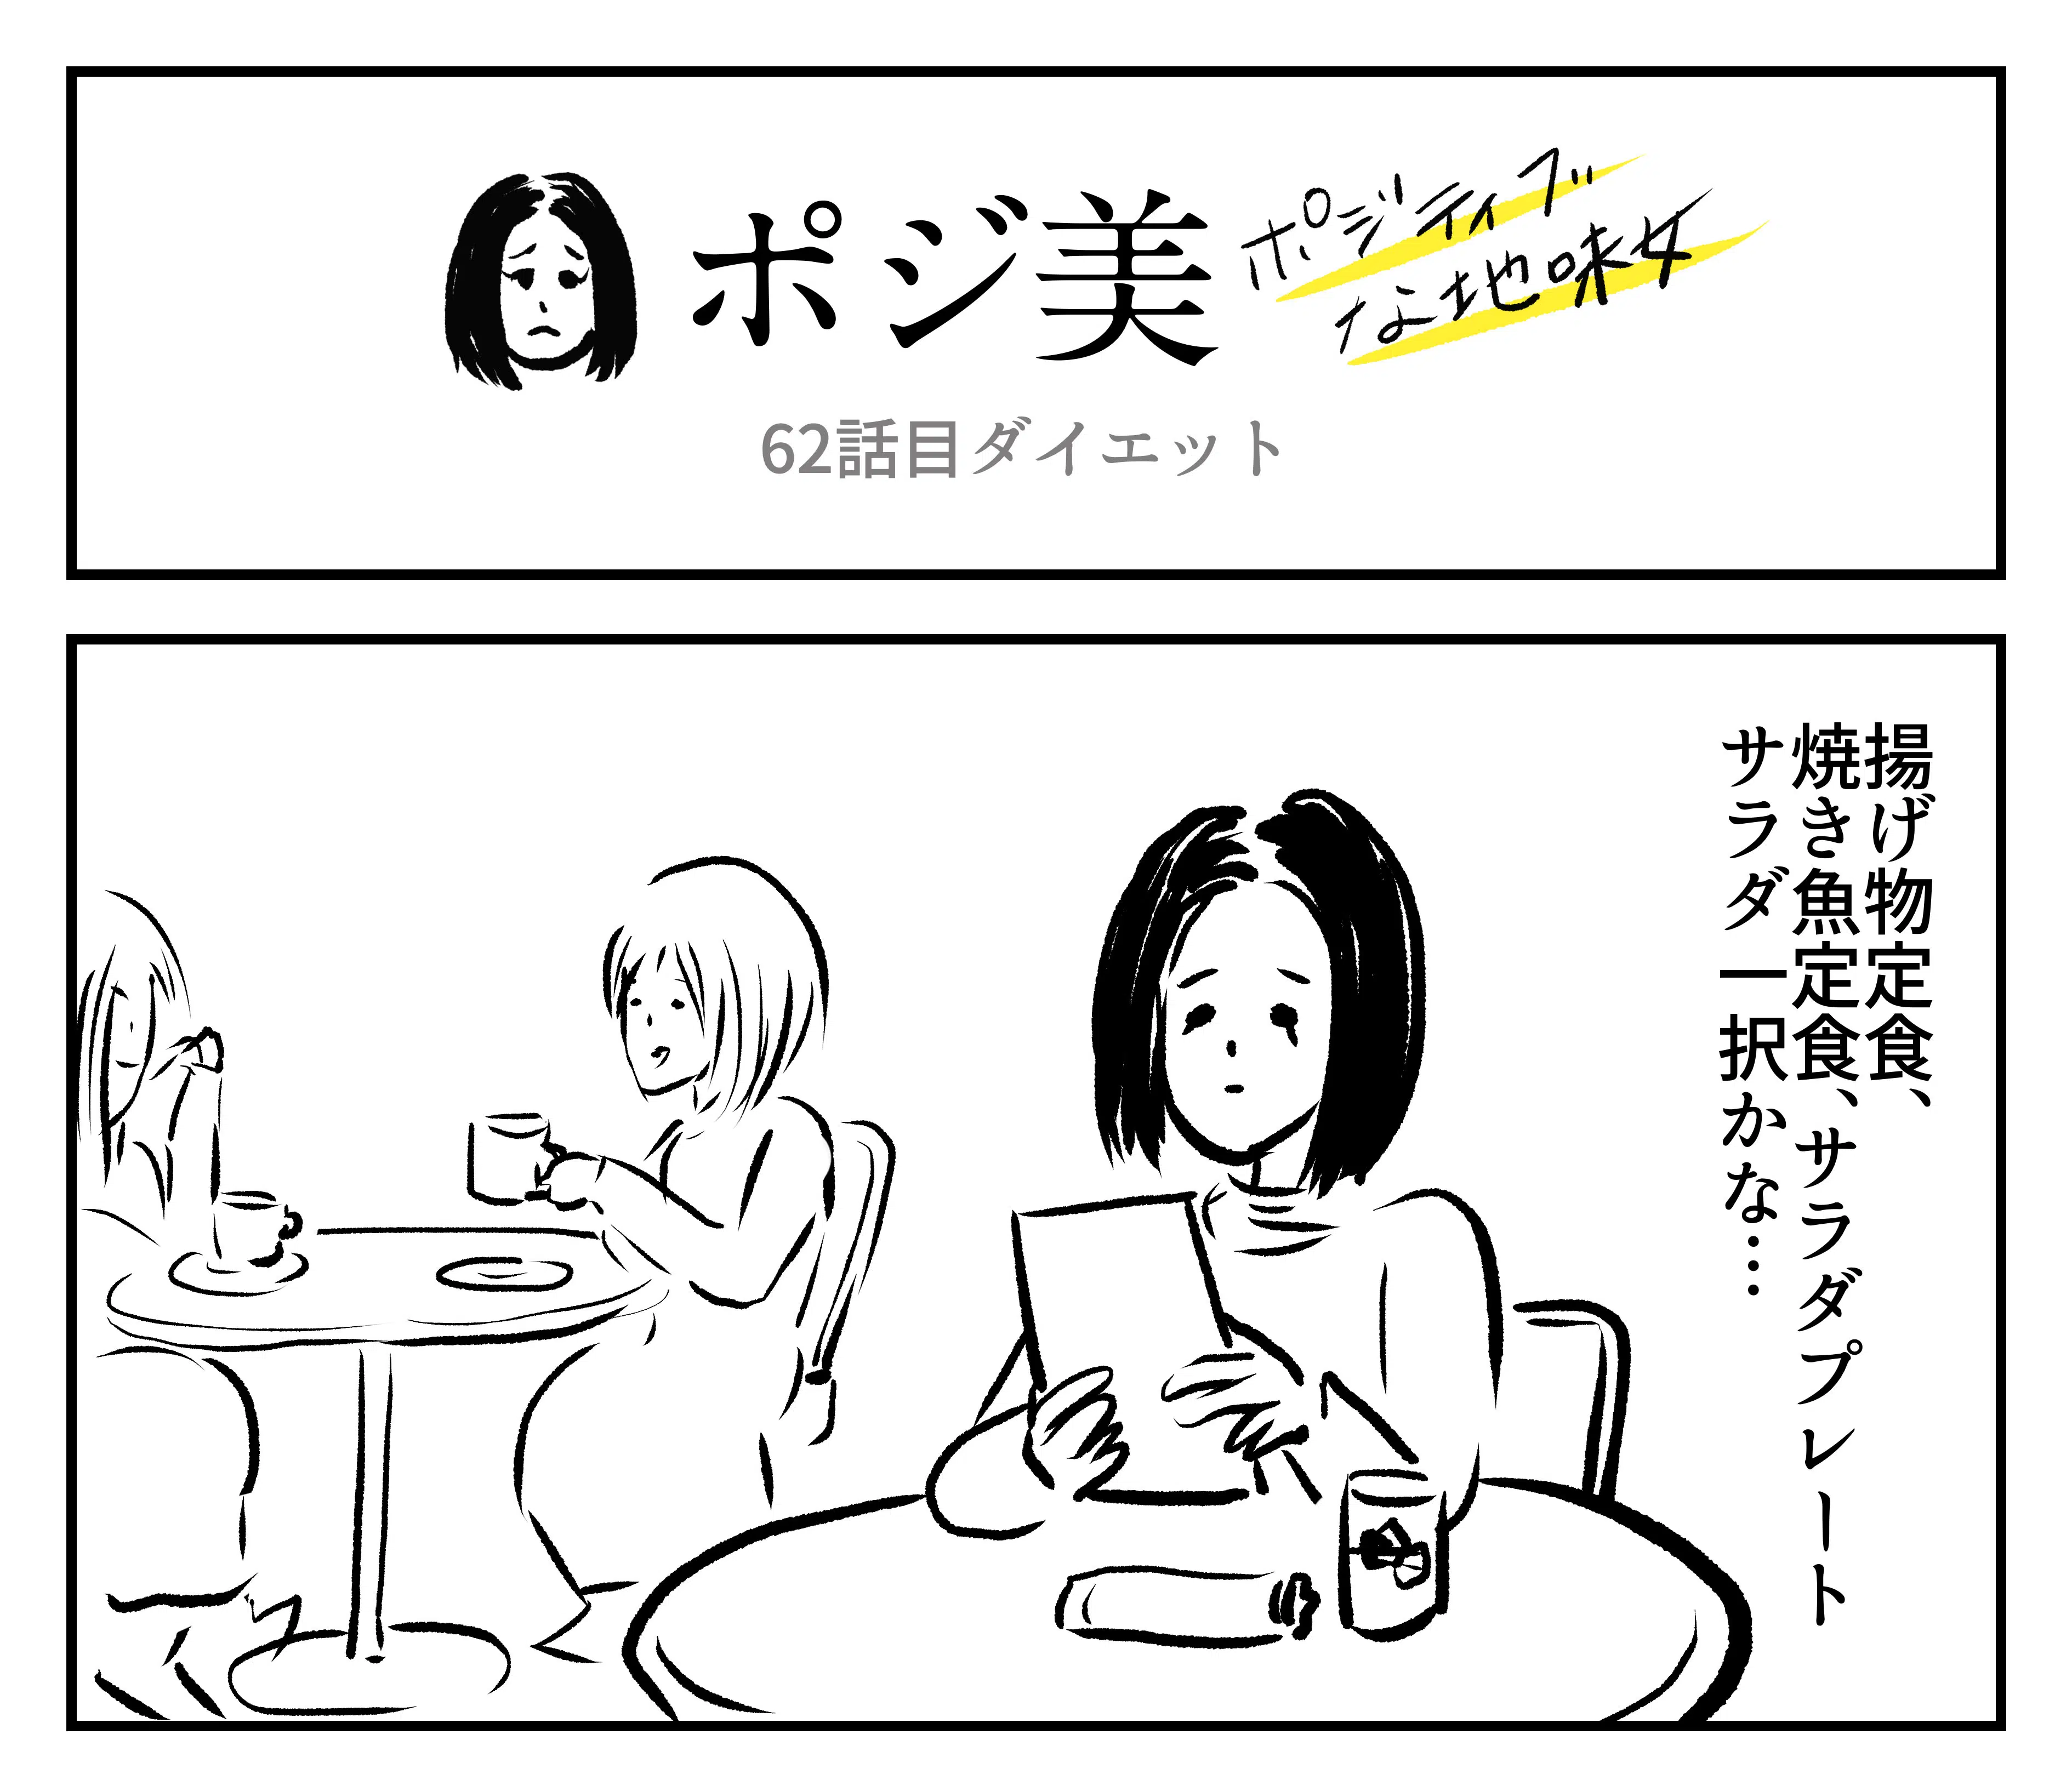 ポジ美
ポジティブ
な地味女
62話目ダイエット
揚げ物定食、
焼き魚定食、サラダプレート
サラダ一択かな…